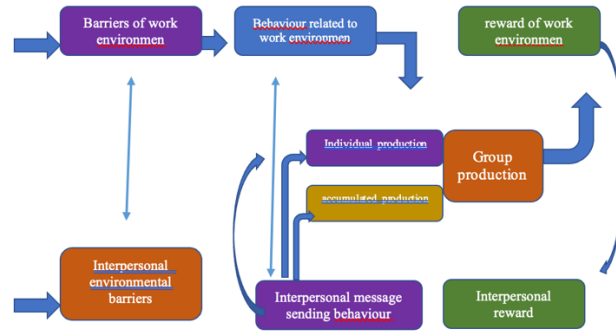 Barriers of work
environmen
Behaviour related to
work environmen
reward of work
environmen
Individual production
accumulated production
Group
production
Interpersonal
environmental
barriers
Interpersonal message
sending behaviour
Interpersonal
reward